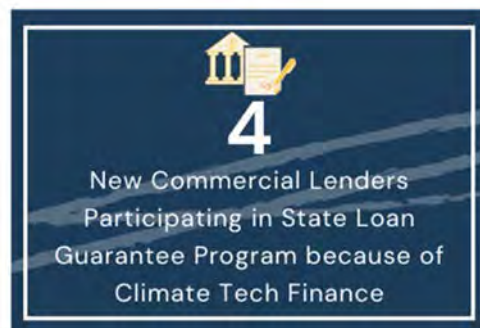 4
New Commercial Lenders
Participating in State Loan
Guarantee Program because of
Climate Tech Finance